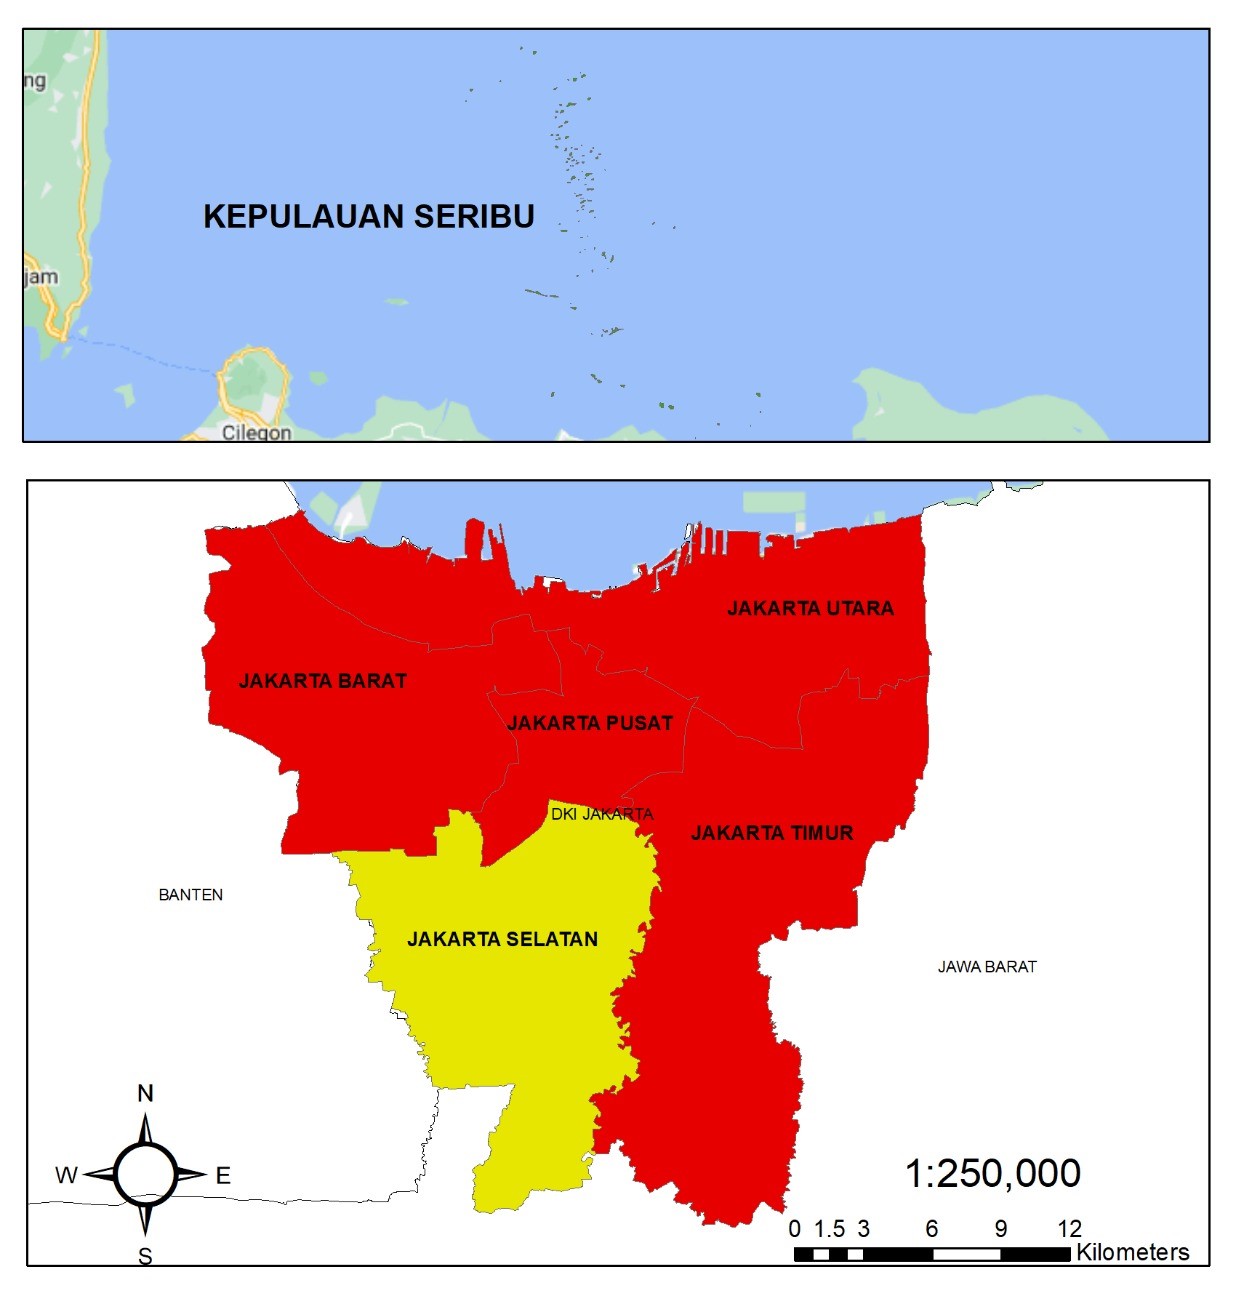 ng
KEPULAUAN SERIBU
jam
Cilegon
JAKARTA UTARA
JAKARTA BARAT
JAKARTA PUSAT
DKI JAKARTA
JAKARTA TIMUR
BANTEN
JAKARTA SELATAN
JAWA BARAT
N
W E
S
1:250,000
0 1.5 3 6 9 12
Kilometers